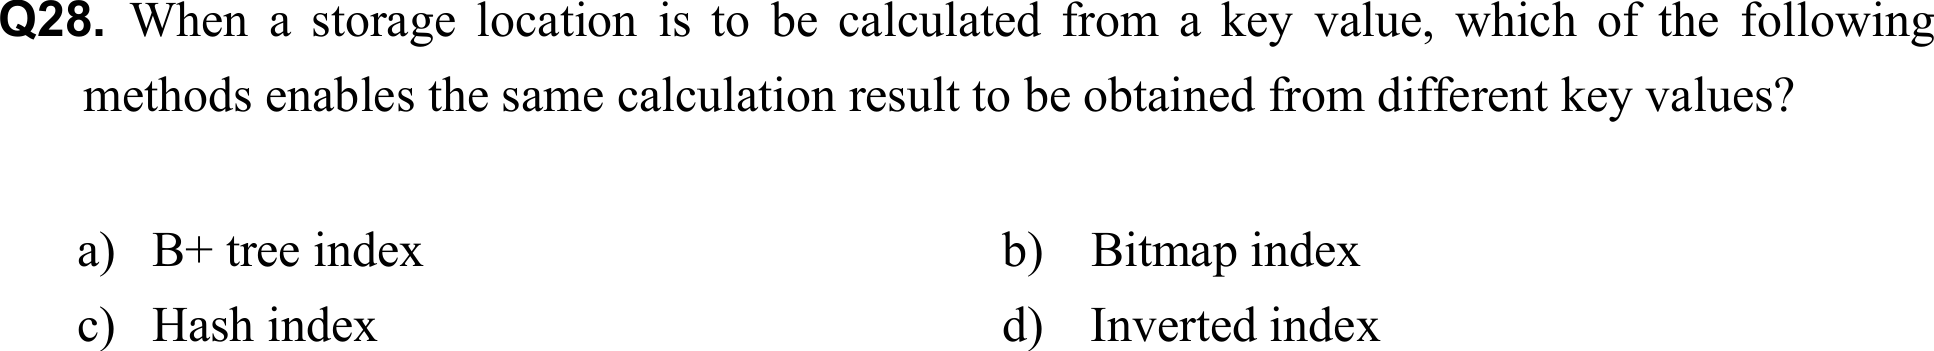 Q28. When a storage location is to be calculated from a key value, which of the following
methods enables the same calculation result to be obtained from different key values?
a) B+ tree index b) Bitmap index
c) Hash index d) Inverted index